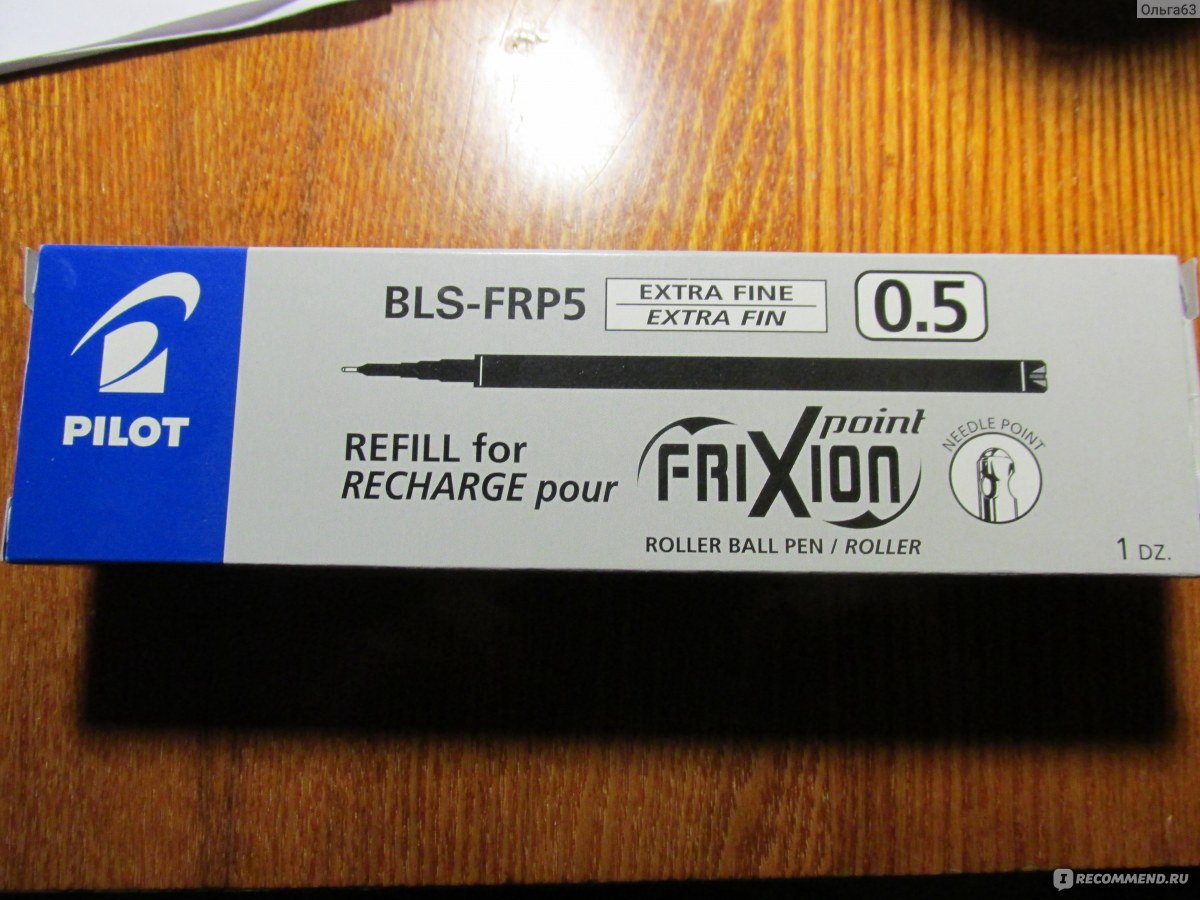 Ольга63
PILOT
BLS-FRP5
EXTRA FINE
EXTRA FIN
0.5
REFILL for
RECHARGE pour
FRIXION point
NEEDLE POINT
ROLLER BALL PEN / ROLLER
1 DZ.
IRECOMMEND.RU